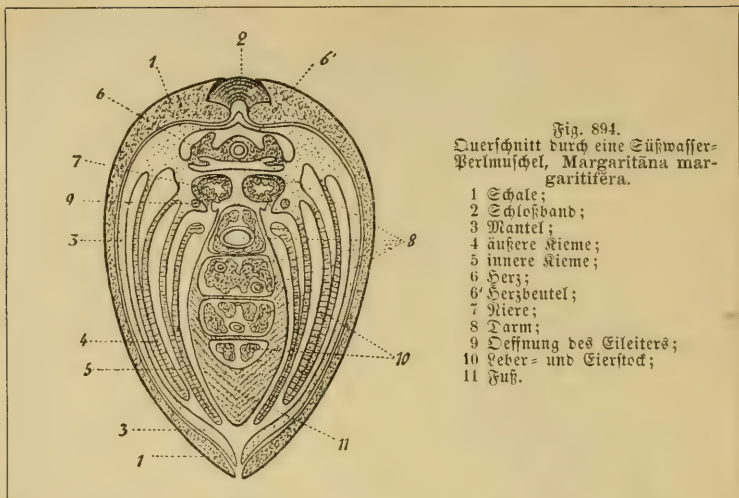 2
1
6'
6
7
9
3
8
4
10
5
3
11
1
Fig. 894.
Querschnitt durch eine Süßwasser=
Perlmuschel, Margaritāna mar-
garitifĕra.
1 Schale;
2 Schloßband;
3 Mantel;
4 äußere Kieme;
5 innere Kieme;
6 Herz;
6' Herzbeutel;
7 Niere;
8 Darm;
9 Oeffnung des Eileiters;
10 Leber= und Eierstock;
11 Fuß.